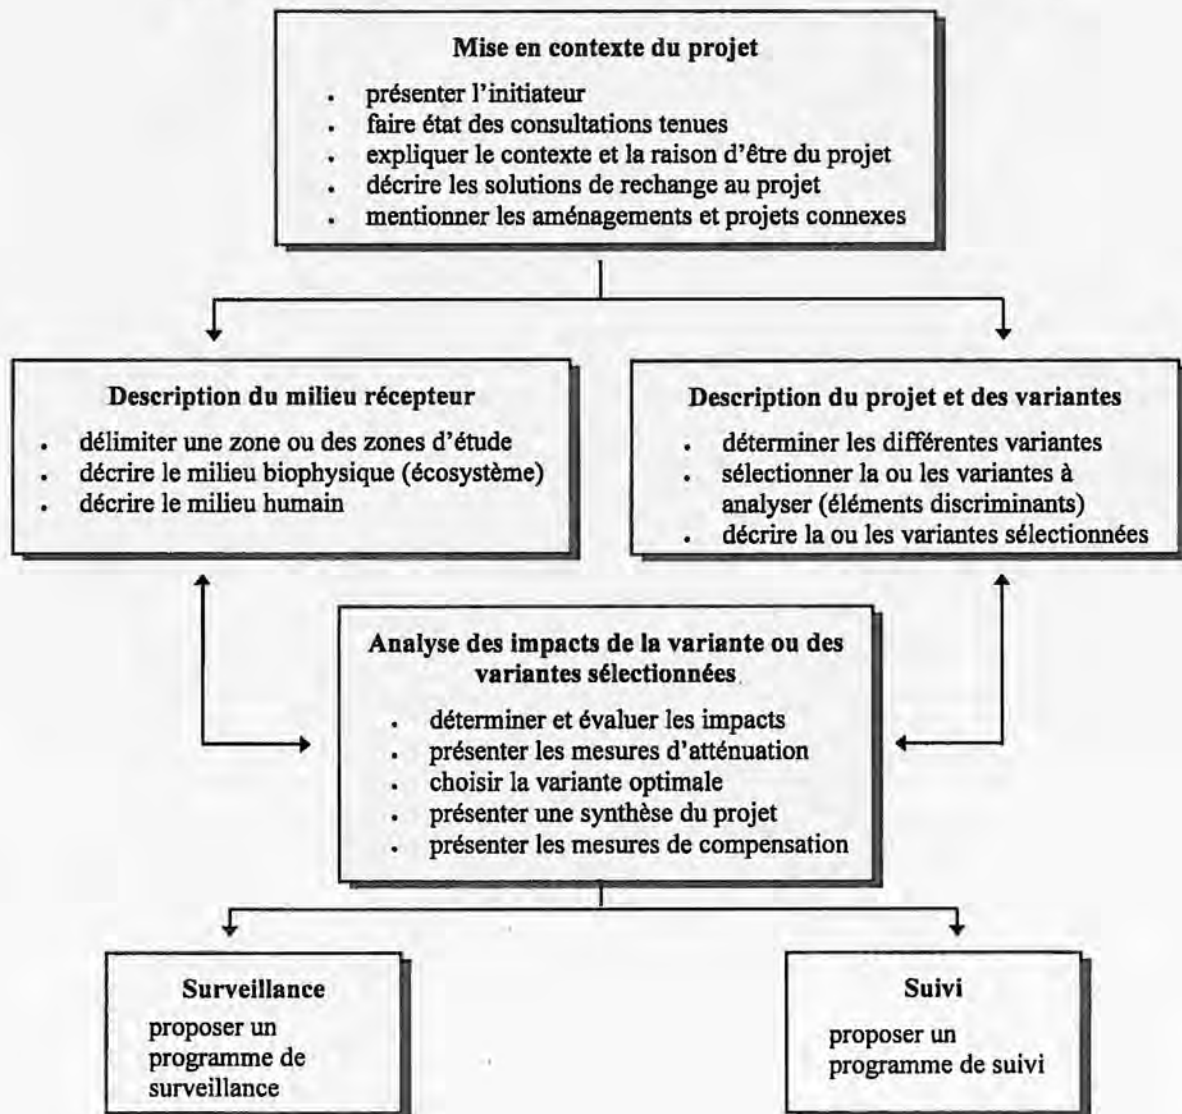 Mise en contexte du projet
• présenter l'initiateur
• faire état des consultations tenues
• expliquer le contexte et la raison d'être du projet
• décrire les solutions de rechange au projet
• mentionner les aménagements et projets connexes
Description du milieu récepteur
• délimiter une zone ou des zones d'étude
• décrire le milieu biophysique (écosystème)
• décrire le milieu humain
Description du projet et des variantes
• déterminer les différentes variantes
• sélectionner la ou les variantes à
analyser (éléments discriminants)
• décrire la ou les variantes sélectionnées
Analyse des impacts de la variante ou des
variantes sélectionnées
• déterminer et évaluer les impacts
• présenter les mesures d'atténuation
• choisir la variante optimale
• présenter une synthèse du projet
• présenter les mesures de compensation
Surveillance
proposer un
programme de
surveillance
Suivi
proposer un
programme de suivi